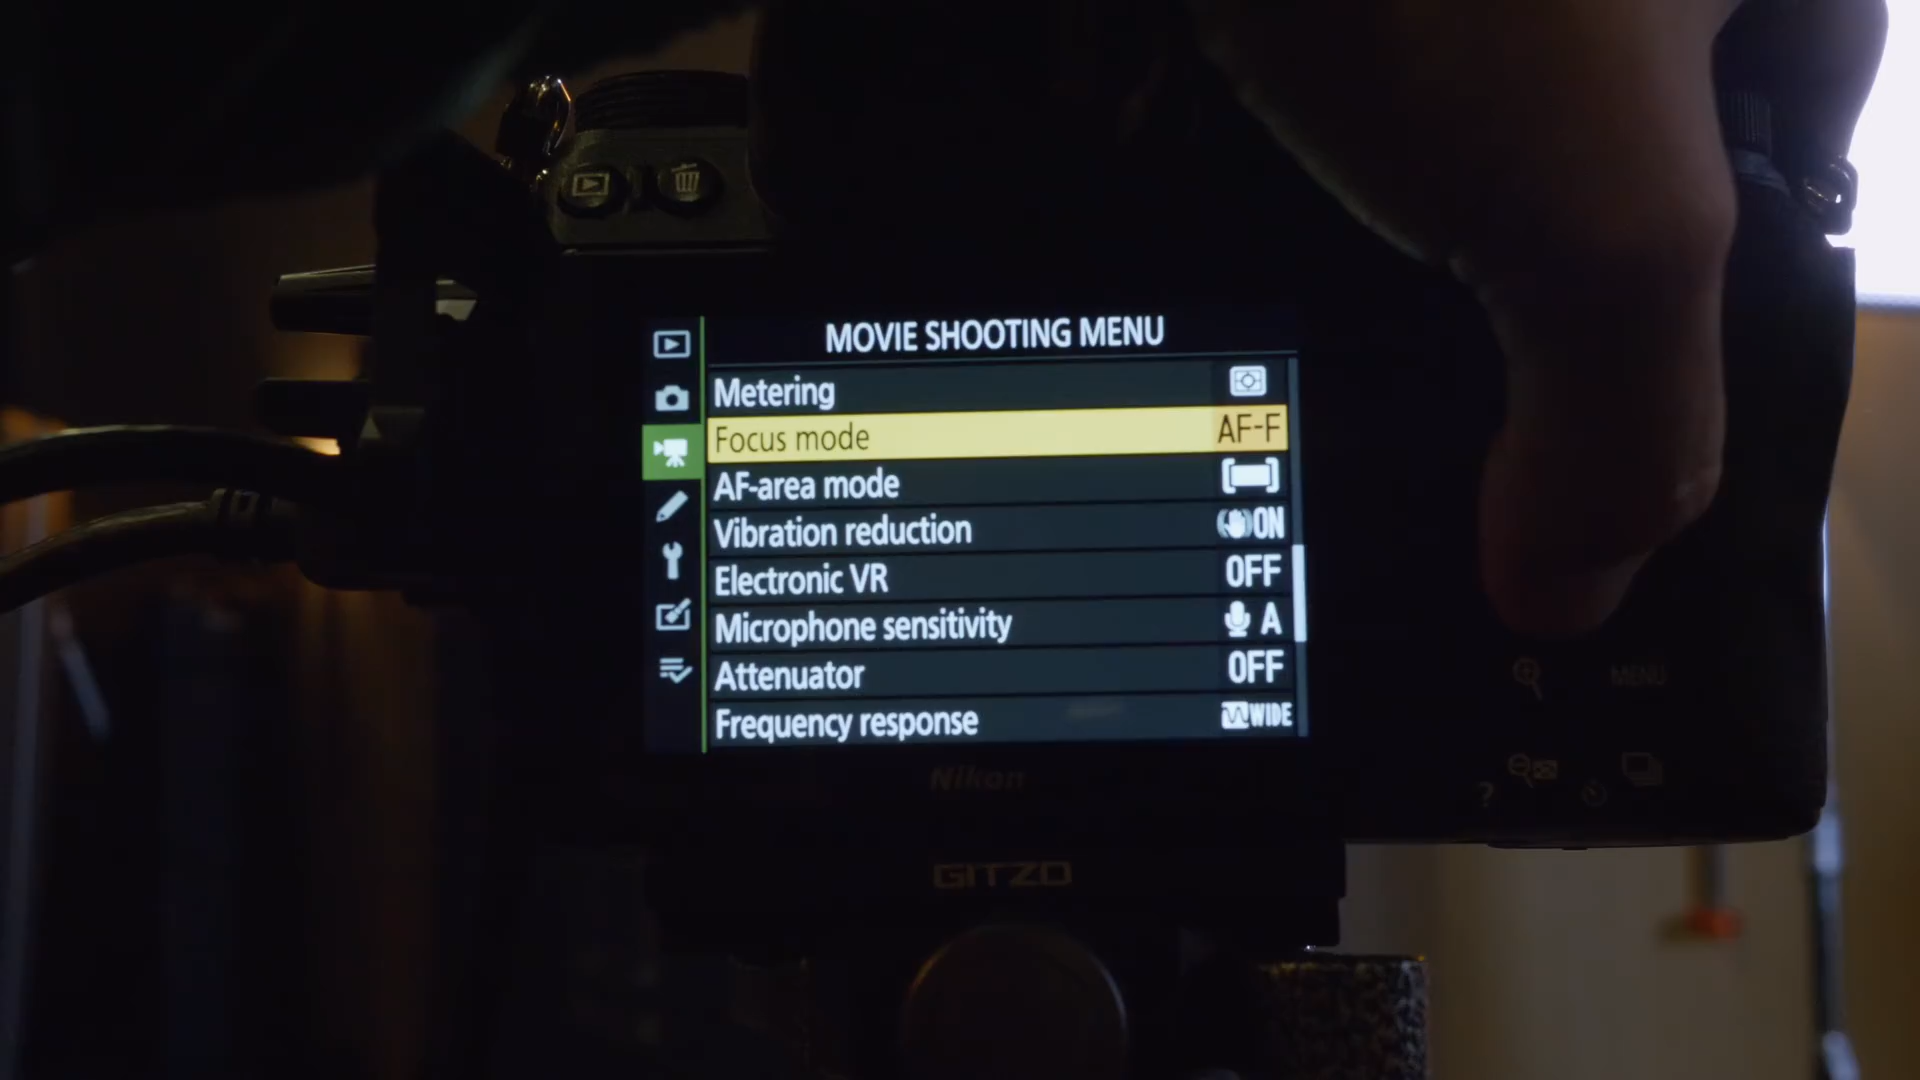 MOVIE SHOOTING MENU
Metering
Focus mode AF-F
AF-area mode
Vibration reduction ON
Electronic VR OFF
Microphone sensitivity A
Attenuator OFF
Frequency response WIDE
MENU
?
Nikon
GITZO